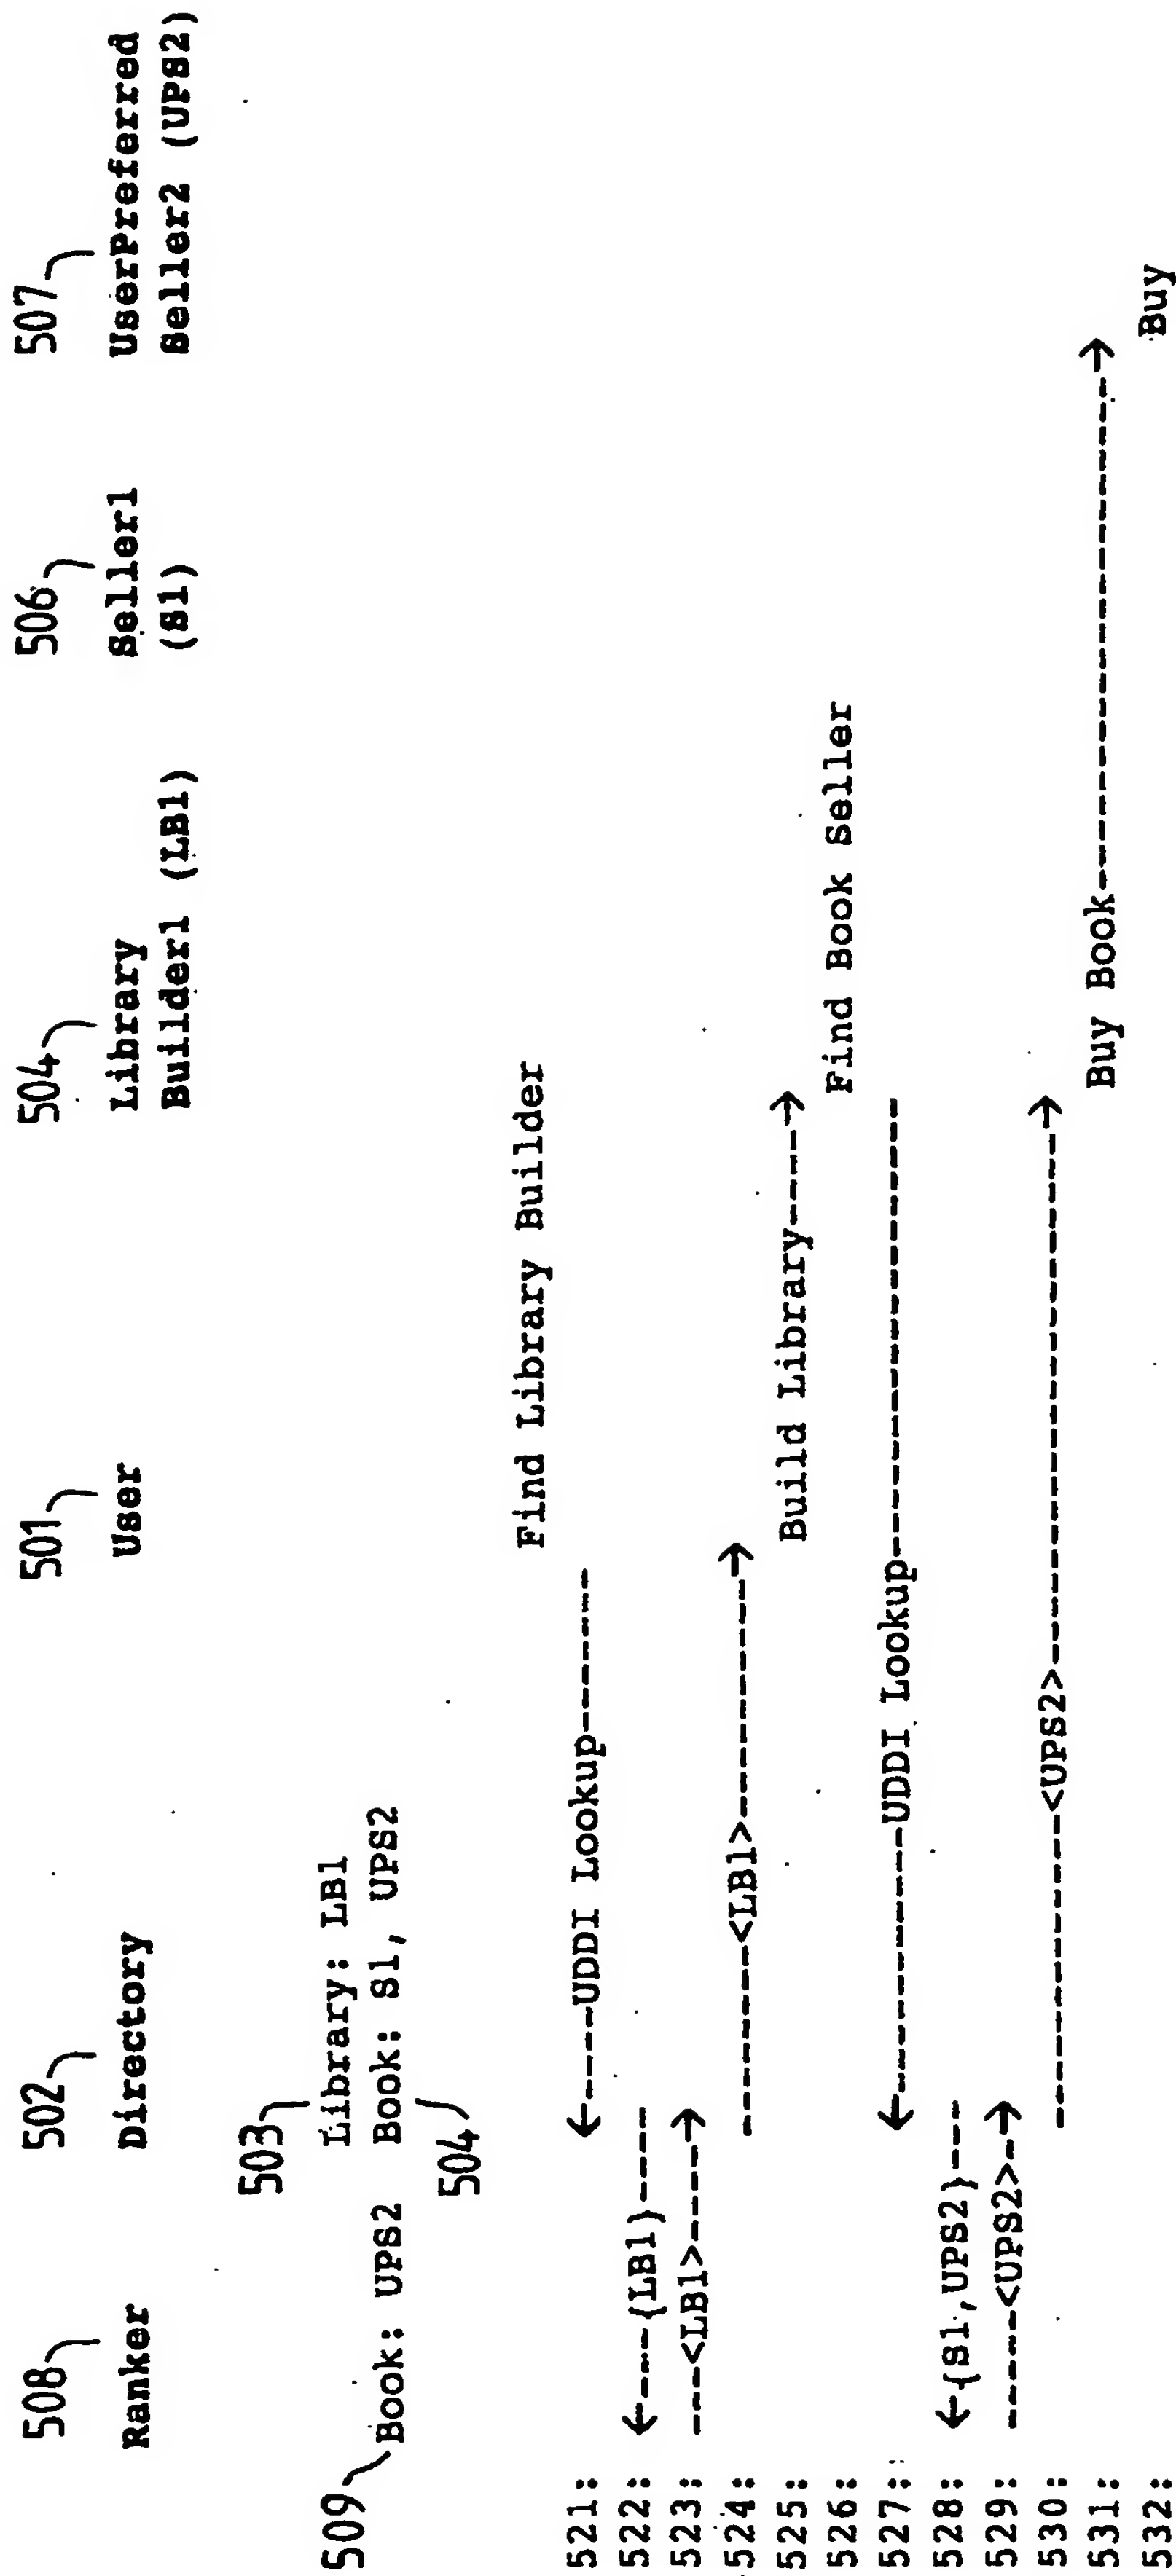 508 502 501 504 506 507
Ranker Directory User Library Seller1 UserPreferred
Builder1 (LB1) (S1) Seller2 (UPS2)
503
Library: LB1
509 Book: UPS2 Book: S1, UPS2
504
Find Library Builder
521: <----UDDI Lookup------
522: <----{LB1}----
523: ---<LB1>----->
524: -------<LB1>---------->
525: Build Library----->
526: Find Book Seller
527: <----------UDDI Lookup-----------------------
528: <-{S1,UPS2}---
529: -----<UPS2>-->
530: -----------<UPS2>--------------------------->
531: Buy Book--------------------------->
532: Buy